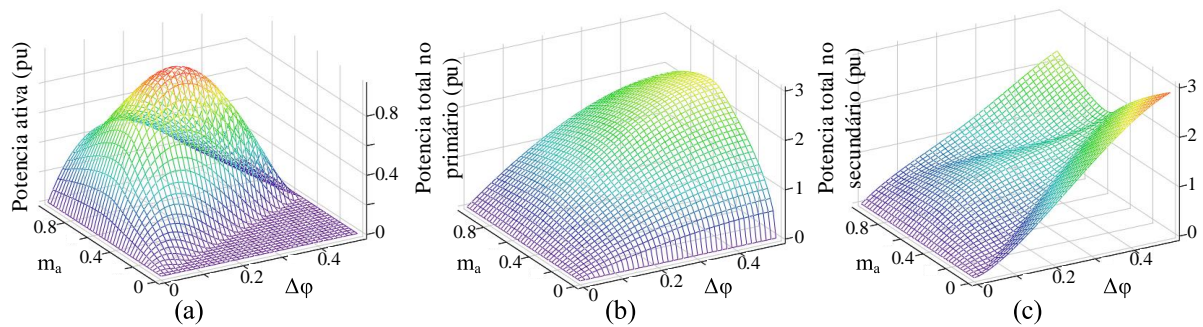 Potencia ativa (pu)
0.8
0.4
0
0.8
0.4
0
mₐ
0
0.2
0.4
Δφ
(a)
Potencia total no
primário (pu)
3
2
1
0
0.8
0.4
0
mₐ
0
0.2
0.4
Δφ
(b)
Potencia total no
secundário (pu)
3
2
1
0
0.8
0.4
0
mₐ
0
0.2
0.4
Δφ
(c)